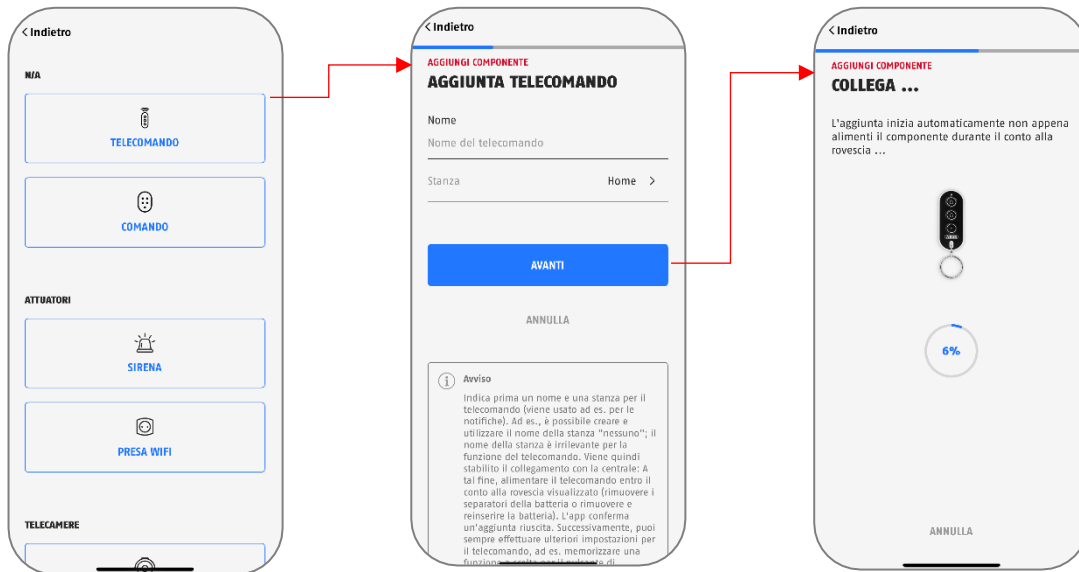 <Indietro
N/A
TELECOMANDO
COMANDO
ATTUATORI
SIRENA
PRESA WIFI
TELECAMERE
<Indietro
AGGIUNGI COMPONENTE
AGGIUNTA TELECOMANDO
Nome
Nome del telecomando
Stanza Home >
AVANTI
ANNULLA
Avviso
Indica prima un nome e una stanza per il
telecomando (viene usato ad es. per le
notifiche). Ad es., è possibile creare e
utilizzare il nome della stanza "nessuno"; il
nome della stanza è irrilevante per la
funzione del telecomando. Viene quindi
stabilito il collegamento con la centrale: A
tal fine, alimentare il telecomando entro il
conto alla rovescia visualizzato (rimuovere i
separatori della batteria o rimuovere e
reinserire la batteria). L'app conferma
un'aggiunta riuscita. Successivamente, puoi
sempre effettuare ulteriori impostazioni per
il telecomando, ad es. memorizzare una
<Indietro
AGGIUNGI COMPONENTE
COLLEGA ...
L'aggiunta inizia automaticamente non appena
alimenti il componente durante il conto alla
rovescia ...
6%
ANNULLA